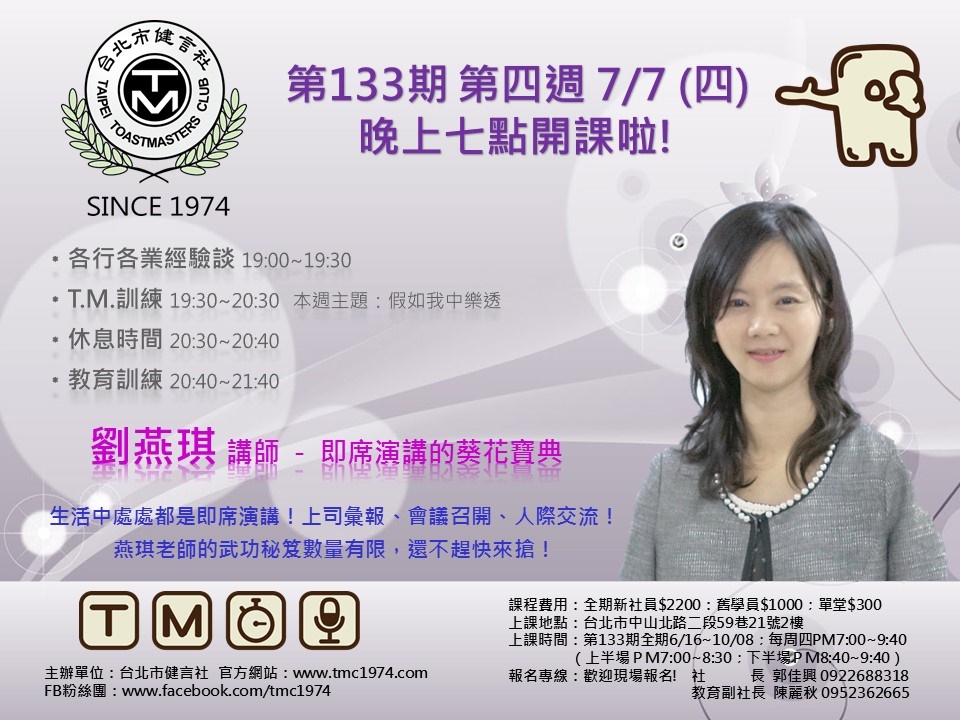 台北市健言社
TAIPEI TOASTMASTERS CLUB
TM
SINCE 1974
第133期 第四週 7/7 (四)
晚上七點開課啦!
・各行各業經驗談 19:00~19:30
・T.M.訓練 19:30~20:30 本週主題：假如我中樂透
・休息時間 20:30~20:40
・教育訓練 20:40~21:40
劉燕琪 講師 - 即席演講的葵花寶典
生活中處處都是即席演講！上司彙報、會議召開、人際交流！
燕琪老師的武功秘笈數量有限，還不趕快來搶！
T M
主辦單位：台北市健言社 官方網站：www.tmc1974.com
FB粉絲團：www.facebook.com/tmc1974
課程費用：全期新社員$2200；舊學員$1000；單堂$300
上課地點：台北市中山北路二段59巷21號2樓
上課時間：第133期全期6/16~10/08；每周四PM7:00~9:40
（上半場ＰM7:00~8:30；下半場ＰM8:40~9:40）
報名專線：歡迎現場報名! 社 長 郭佳興 0922688318
教育副社長 陳麗秋 0952362665